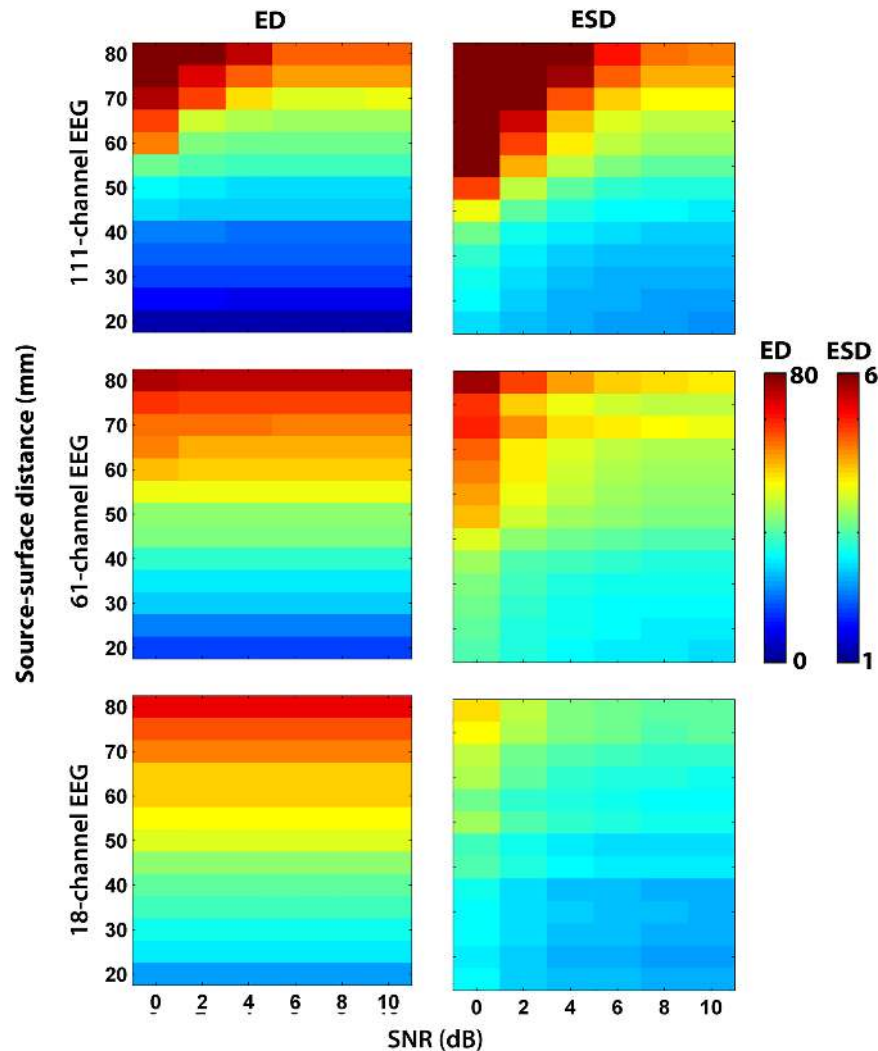 ED
ESD
111-channel EEG
80
70
60
50
40
30
20
Source-surface distance (mm)
61-channel EEG
80
70
60
50
40
30
20
ED
ESD
80
6
0
1
18-channel EEG
80
70
60
50
40
30
20
0 2 4 6 8 10
0 2 4 6 8 10
SNR (dB)